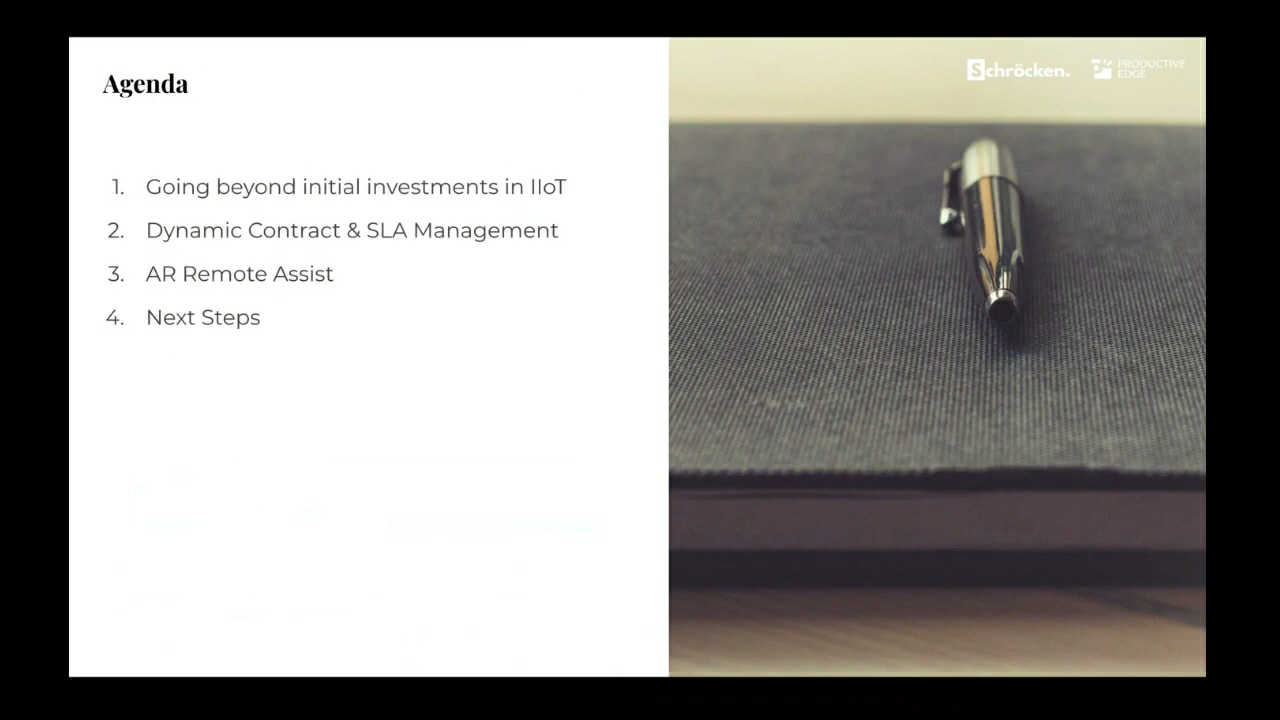 Agenda
Schröcken.
PRODUCTIVE
EDGE
1. Going beyond initial investments in IIoT
2. Dynamic Contract & SLA Management
3. AR Remote Assist
4. Next Steps